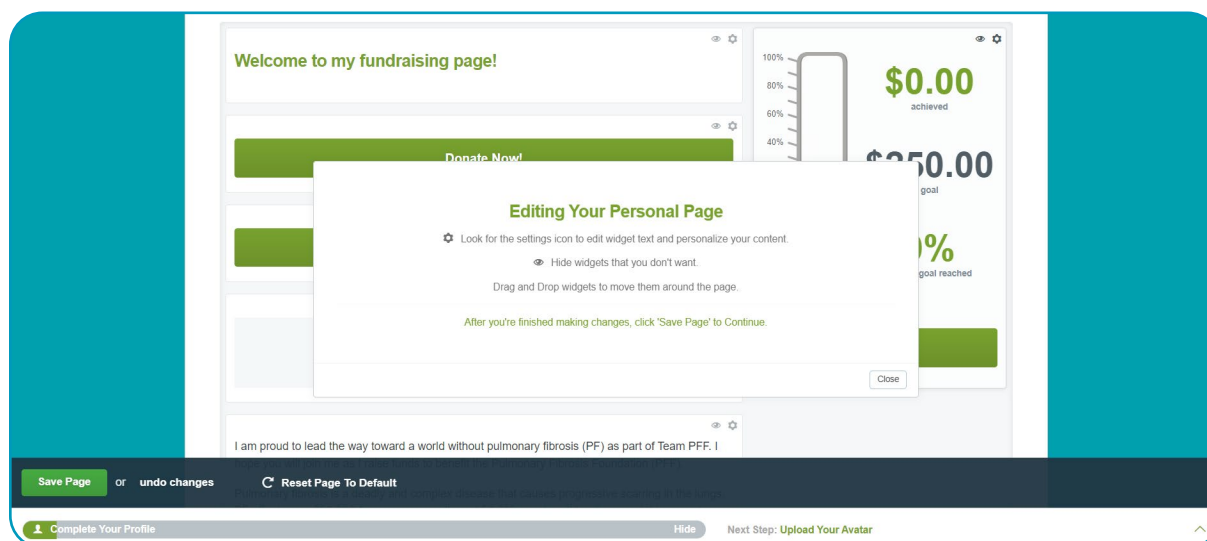 Welcome to my fundraising page!
100%
80%
60%
40%
$0.00
achieved
goal
goal reached
Donate Now!
Editing Your Personal Page
Look for the settings icon to edit widget text and personalize your content.
Hide widgets that you don't want.
Drag and Drop widgets to move them around the page.
After you're finished making changes, click 'Save Page' to Continue.
Close
I am proud to lead the way toward a world without pulmonary fibrosis (PF) as part of Team PFF. I
Save Page or undo changes Reset Page To Default
Complete Your Profile Hide Next Step: Upload Your Avatar